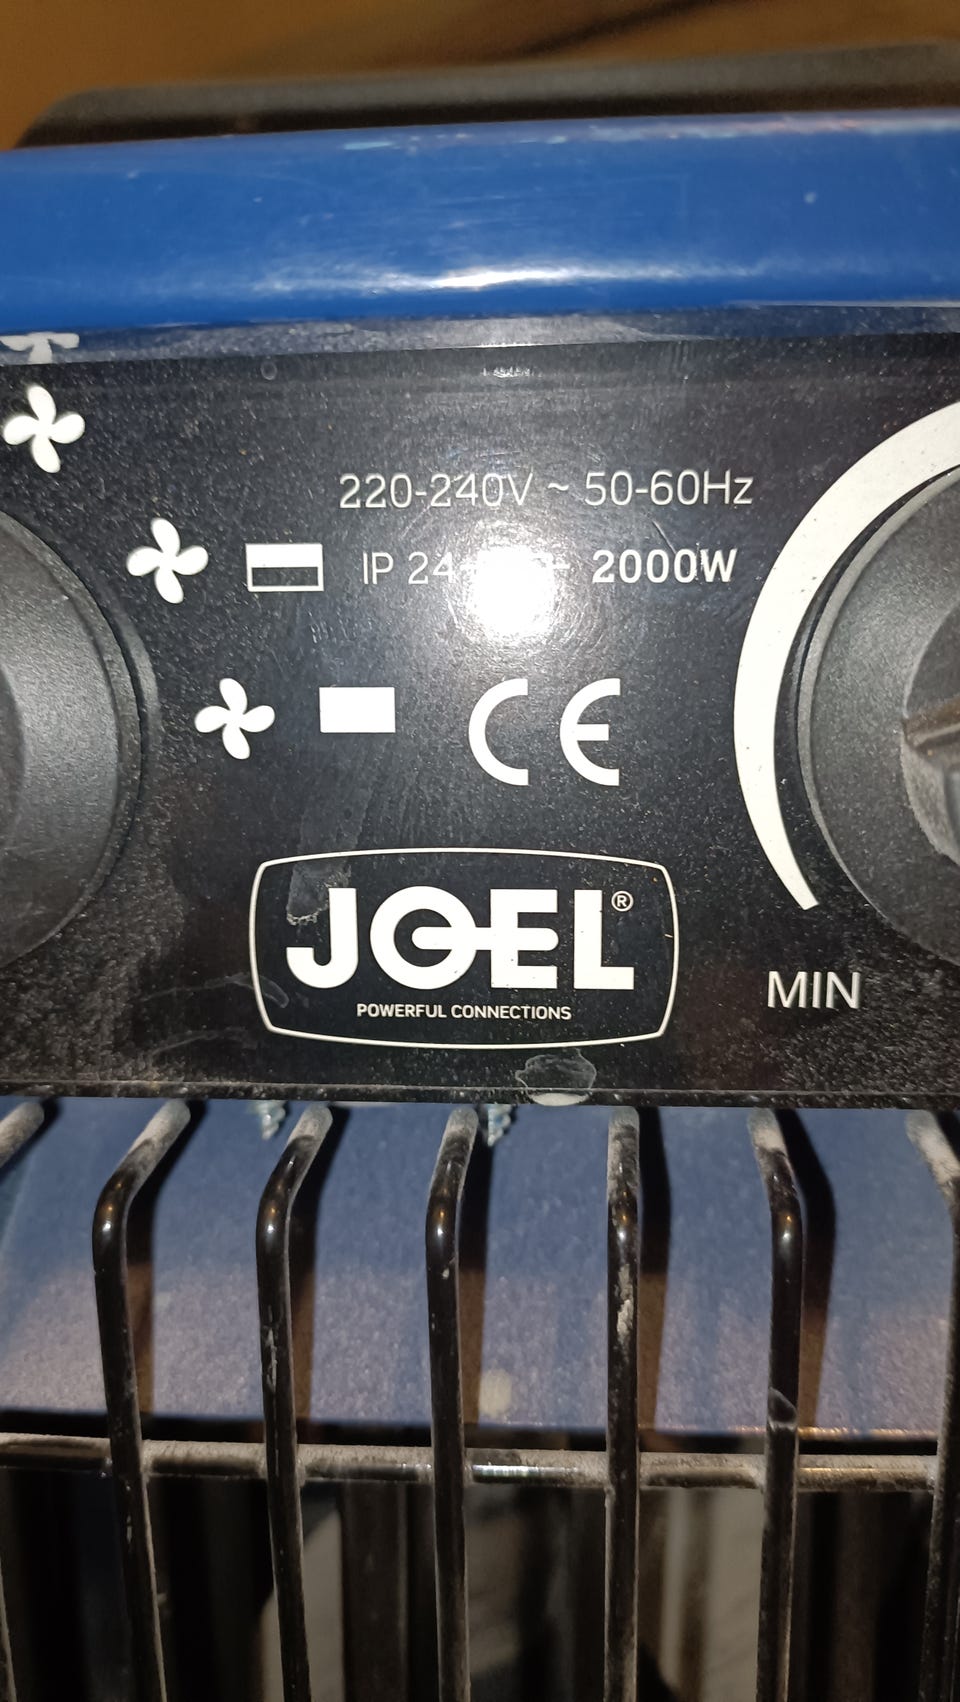 220-240V ~ 50-60Hz
IP 24 2000W
CE
JOEL®
POWERFUL CONNECTIONS
MIN